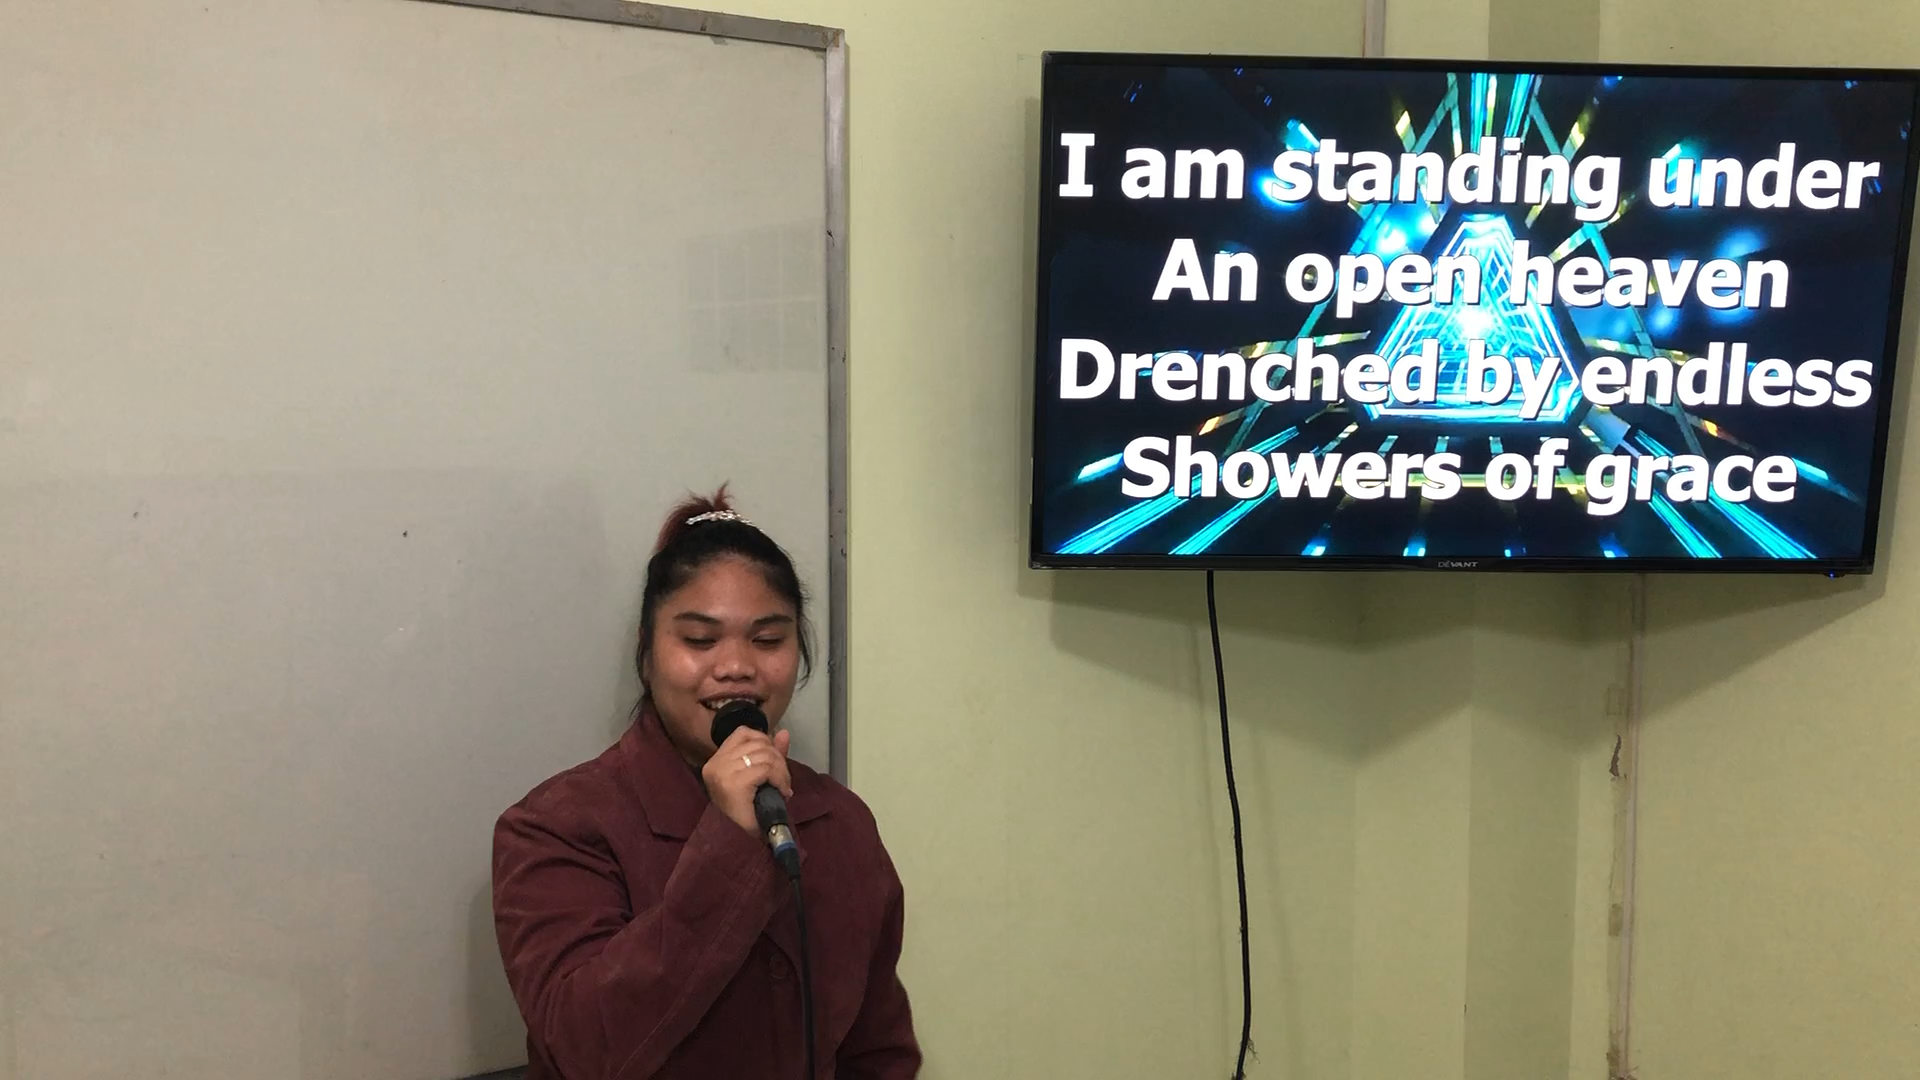 I am standing under
An open heaven
Drenched by endless
Showers of grace
DEVANT